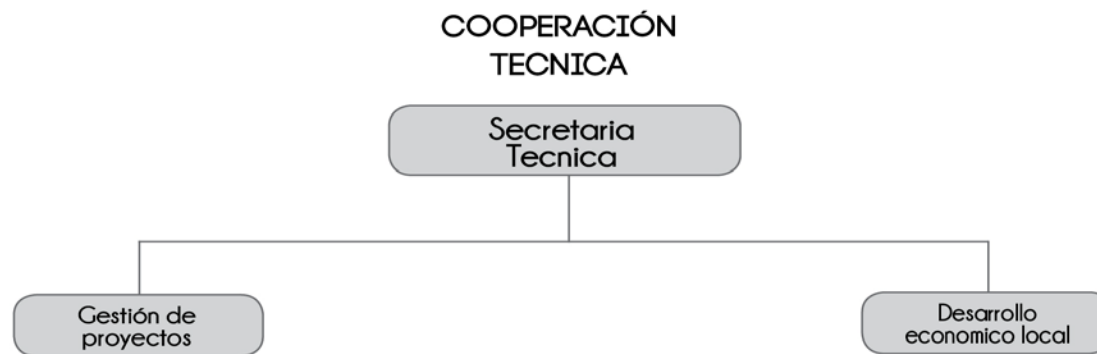 COOPERACIÓN
TECNICA
Secretaria
Tecnica
Gestión de
proyectos
Desarrollo
economico local